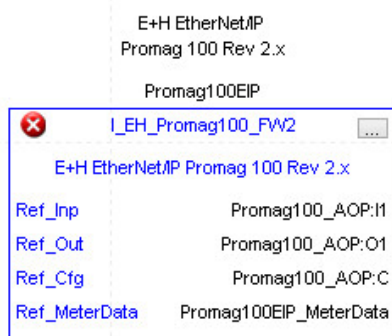 E+H EtherNet/IP
Promag 100 Rev 2.x
Promag100EIP
I_EH_Promag100_FW2
...
E+H EtherNet/IP Promag 100 Rev 2.x
Ref_Inp Promag100_AOP:I1
Ref_Out Promag100_AOP:O1
Ref_Cfg Promag100_AOP:C
Ref_MeterData Promag100EIP_MeterData